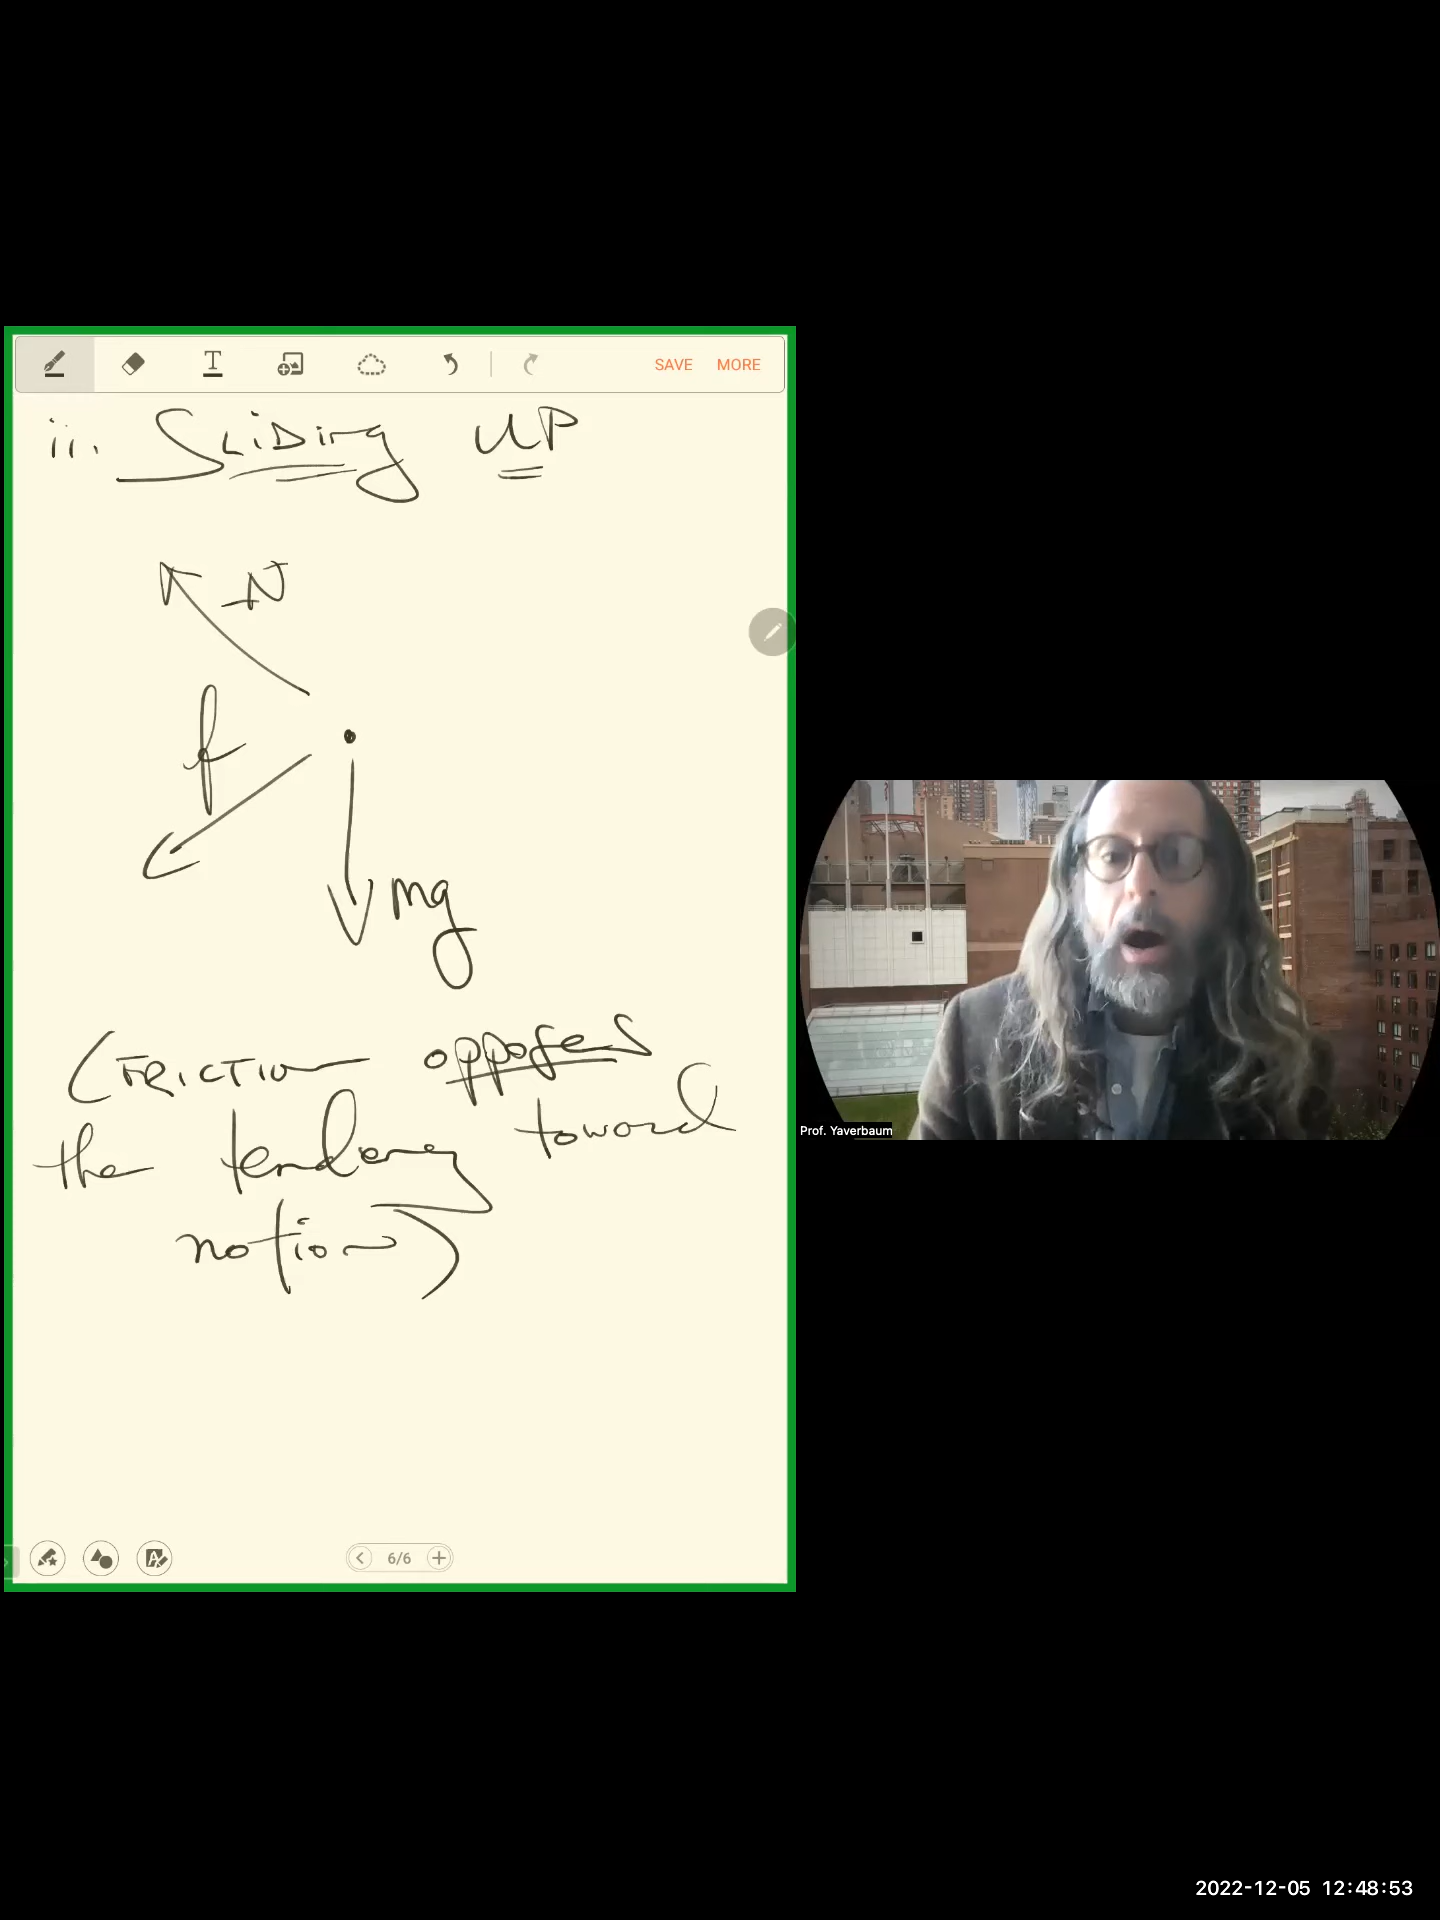 T
SAVE
MORE
ii. SLiDing UP
N
f
mg
(FRICTION opposes
the tendency toward
motion)
Prof. Yaverbaum
A
6/6
2022-12-05 12:48:53